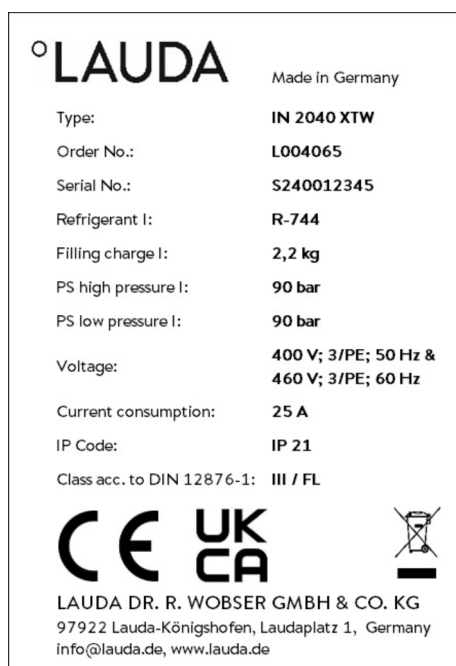 °LAUDA Made in Germany
Type: IN 2040 XTW
Order No.: L004065
Serial No.: S240012345
Refrigerant I: R-744
Filling charge I: 2,2 kg
PS high pressure I: 90 bar
PS low pressure I: 90 bar
Voltage: 400 V; 3/PE; 50 Hz &
460 V; 3/PE; 60 Hz
Current consumption: 25 A
IP Code: IP 21
Class acc. to DIN 12876-1: III / FL
CE UK
CA
LAUDA DR. R. WOBSER GMBH & CO. KG
97922 Lauda-Königshofen, Laudaplatz 1, Germany
info@lauda.de, www.lauda.de